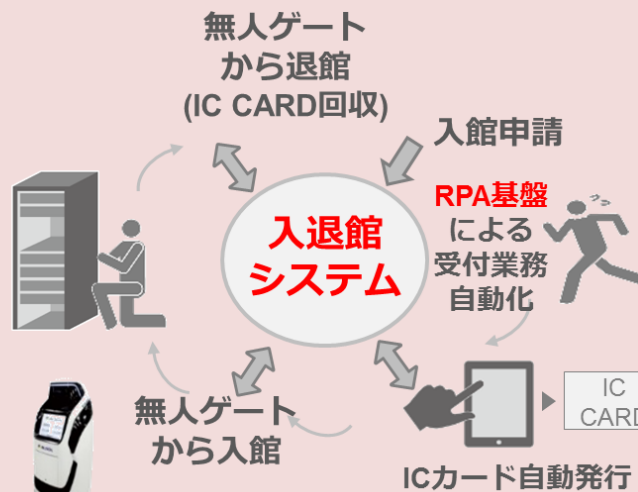 無人ゲート
から退館
(IC CARD回収)
入館申請
RPA基盤
による
受付業務
自動化
入退館
システム
無人ゲート
から入館
IC
CARD
ICカード自動発行